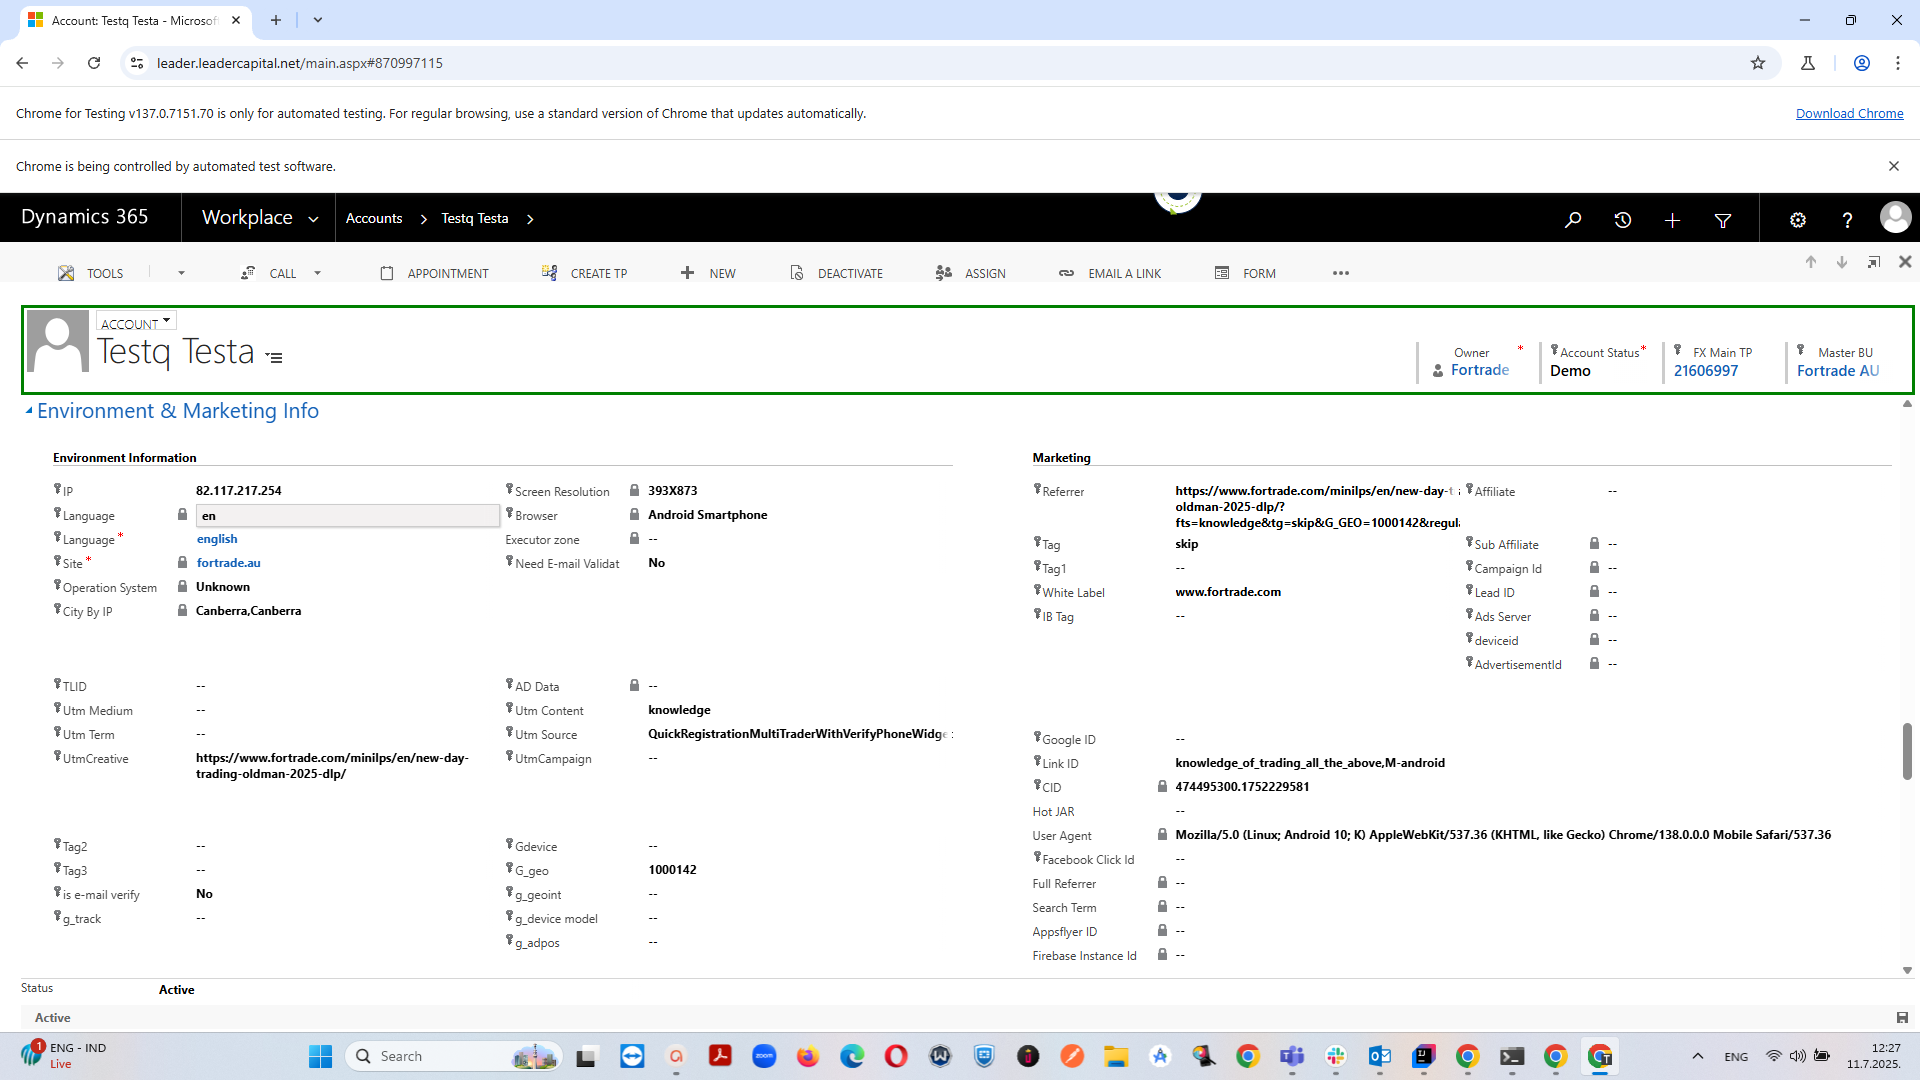 Account: Testq Testa - Microsof
leader.leadercapital.net/main.aspx#870997115
Chrome for Testing v137.0.7151.70 is only for automated testing. For regular browsing, use a standard version of Chrome that updates automatically.
Download Chrome
Chrome is being controlled by automated test software.
Dynamics 365
Workplace
Accounts
Testq Testa
TOOLS
CALL
APPOINTMENT
CREATE TP
NEW
DEACTIVATE
ASSIGN
EMAIL A LINK
FORM
ACCOUNT
Testq Testa
Owner *
Fortrade
Account Status *
Demo
FX Main TP
21606997
Master BU
Fortrade AU
Environment & Marketing Info
Environment Information
IP 82.117.217.254
Language en
Language * english
Site * fortrade.au
Operation System Unknown
City By IP Canberra,Canberra
Screen Resolution 393X873
Browser Android Smartphone
Executor zone --
Need E-mail Validat No
TLID --
Utm Medium --
Utm Term --
UtmCreative https://www.fortrade.com/minilps/en/new-day-
trading-oldman-2025-dlp/
AD Data --
Utm Content knowledge
Utm Source QuickRegistrationMultiTraderWithVerifyPhoneWidge
UtmCampaign --
Tag2 --
Tag3 --
is e-mail verify No
g_track --
Gdevice --
G_geo 1000142
g_geoint --
g_device model --
g_adpos --
Marketing
Referrer https://www.fortrade.com/minilps/en/new-day-t
oldman-2025-dlp/?
fts=knowledge&tg=skip&G_GEO=1000142&regul
Tag skip
Tag1 --
White Label www.fortrade.com
IB Tag --
Affiliate --
Sub Affiliate --
Campaign Id --
Lead ID --
Ads Server --
deviceid --
AdvertisementId --
Google ID --
Link ID knowledge_of_trading_all_the_above,M-android
CID 474495300.1752229581
Hot JAR --
User Agent Mozilla/5.0 (Linux; Android 10; K) AppleWebKit/537.36 (KHTML, like Gecko) Chrome/138.0.0.0 Mobile Safari/537.36
Facebook Click Id --
Full Referrer --
Search Term --
Appsflyer ID --
Firebase Instance Id --
Status Active
Active
1
ENG - IND
Live
Search
zoom
ENG
12:27
11.7.2025.